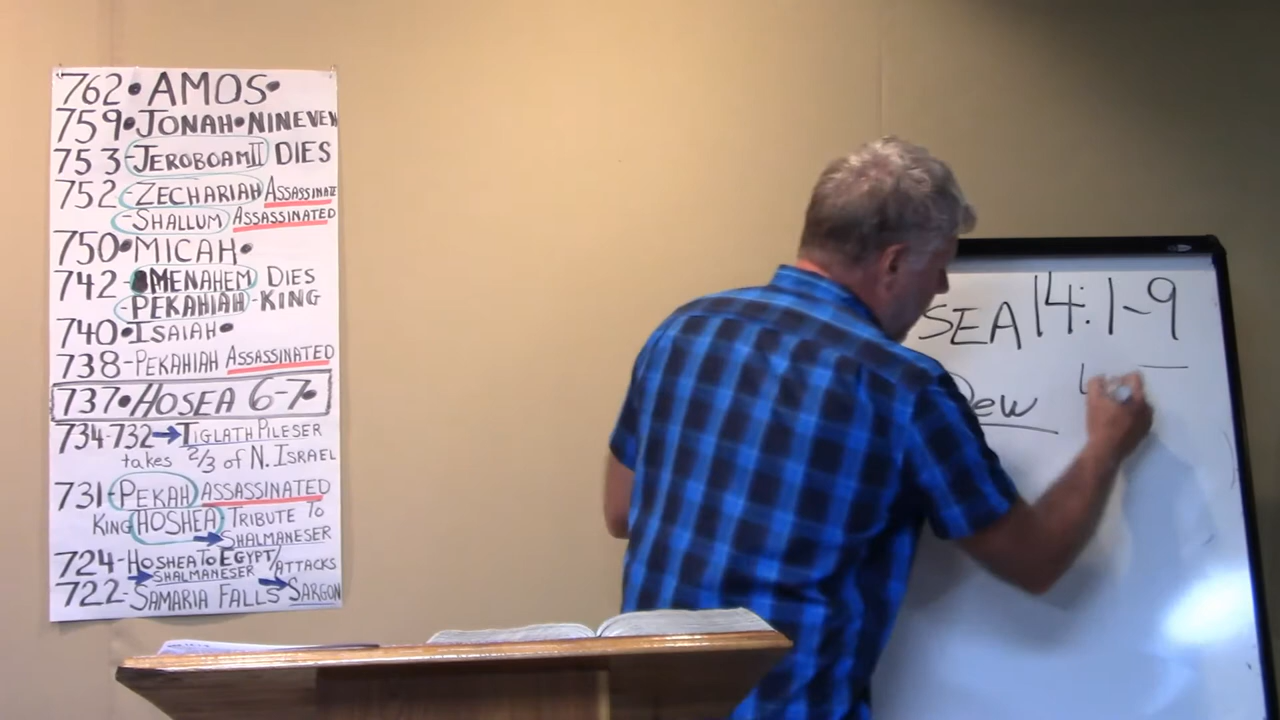 762•AMOS•
759•JONAH•NINEVEH
753-JEROBOAM II DIES
752-ZECHARIAH ASSASSINATE
-SHALLUM ASSASSINATED
750•MICAH•
742-MENAHEM DIES
-PEKAHIAH-KING
740•ISAIAH•
738-PEKAHIAH ASSASSINATED
737•HOSEA 6-7•
734-732→TIGLATH PILESER
takes 2/3 of N. ISRAEL
731-PEKAH ASSASSINATED
KING HOSHEA TRIBUTE TO
→SHALMANESER
724-HOSHEA TO EGYPT/ATTACKS
→SHALMANESER
722-SAMARIA FALLS→SARGON
SEA 14:1-9
Dew